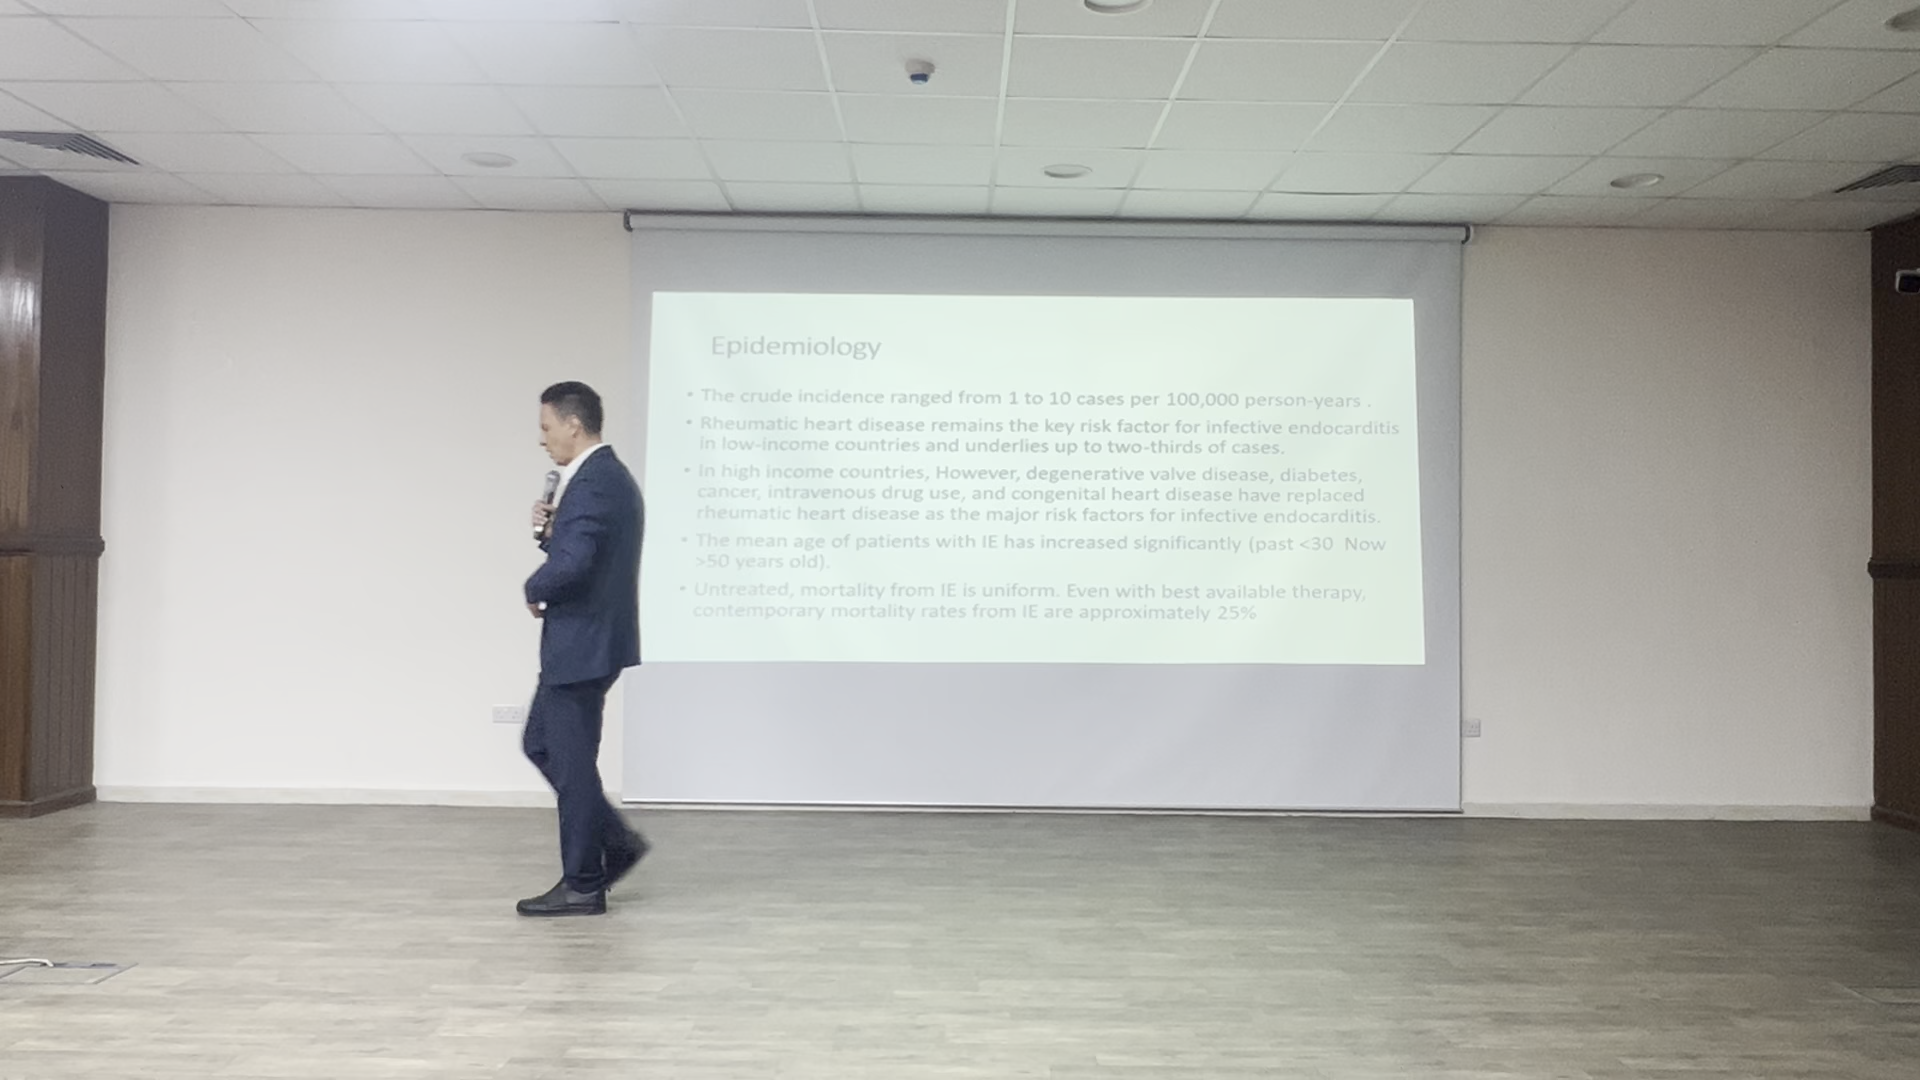 Epidemiology
• The crude incidence ranged from 1 to 10 cases per 100,000 person-years .
• Rheumatic heart disease remains the key risk factor for infective endocarditis
in low-income countries and underlies up to two-thirds of cases.
• In high income countries, However, degenerative valve disease, diabetes,
cancer, intravenous drug use, and congenital heart disease have replaced
rheumatic heart disease as the major risk factors for infective endocarditis.
• The mean age of patients with IE has increased significantly (past <30 Now
>50 years old).
• Untreated, mortality from IE is uniform. Even with best available therapy,
contemporary mortality rates from IE are approximately 25%